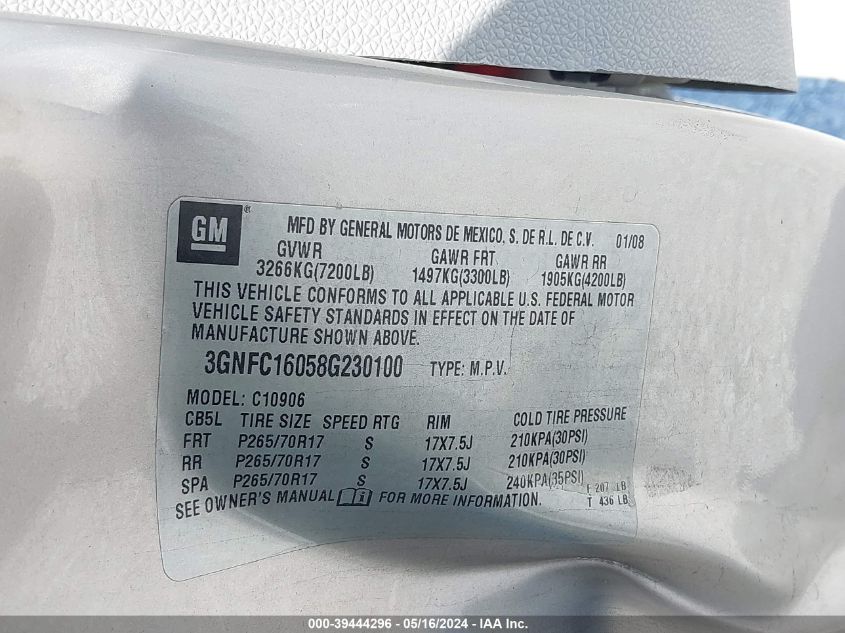 GM ® MFD BY GENERAL MOTORS DE MEXICO, S. DE R.L. DE C.V. 01/08
GVWR GAWR FRT GAWR RR
3266KG(7200LB) 1497KG(3300LB) 1905KG(4200LB)
THIS VEHICLE CONFORMS TO ALL APPLICABLE U.S. FEDERAL MOTOR
VEHICLE SAFETY STANDARDS IN EFFECT ON THE DATE OF
MANUFACTURE SHOWN ABOVE.
3GNFC16058G230100 TYPE: M.P.V.
MODEL: C10906
CB5L TIRE SIZE SPEED RTG RIM COLD TIRE PRESSURE
FRT P265/70R17 S 17X7.5J 210KPA(30PSI)
RR P265/70R17 S 17X7.5J 210KPA(30PSI)
SPA P265/70R17 S 17X7.5J 240KPA(35PSI) F 207 LB
SEE OWNER'S MANUAL i FOR MORE INFORMATION. T 436 LB
000-39444296 - 05/16/2024 - IAA Inc.